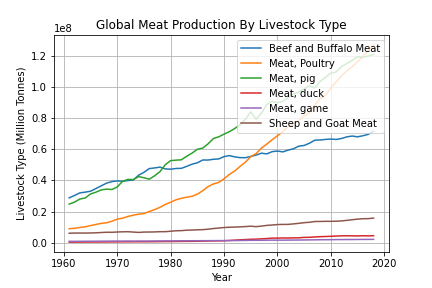 Global Meat Production By Livestock Type
1e8
Livestock Type (Million Tonnes)
1.2
1.0
0.8
0.6
0.4
0.2
0.0
Beef and Buffalo Meat
Meat, Poultry
Meat, pig
Meat, duck
Meat, game
Sheep and Goat Meat
1960
1970
1980
1990
2000
2010
2020
Year